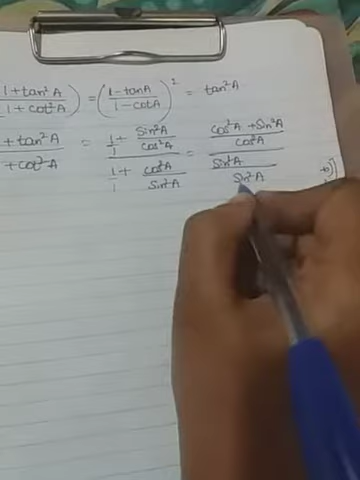 (1+tan²A / 1+cot²A) = (1-tanA / 1-cotA)² = tan²A
+tan²A / +cot²A = (1/1 + sin²A/cos²A) / (1/1 + cos²A/sin²A) = ((cos²A+sin²A)/cos²A) / (sin²A/sin²A)